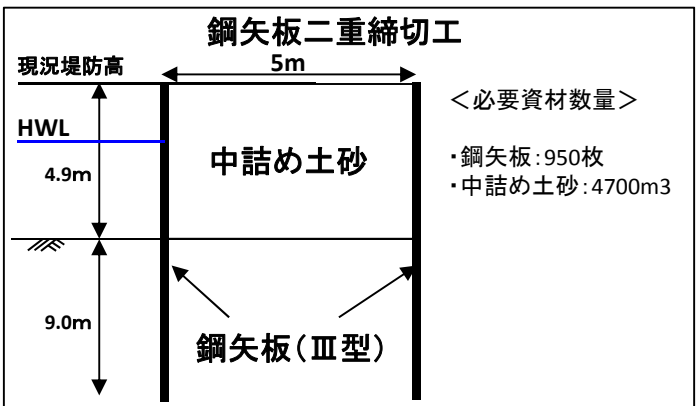 鋼矢板二重締切工
現況堤防高
5m
HWL
4.9m
中詰め土砂
9.0m
鋼矢板（Ⅲ型）
＜必要資材数量＞
・鋼矢板：950枚
・中詰め土砂：4700m3